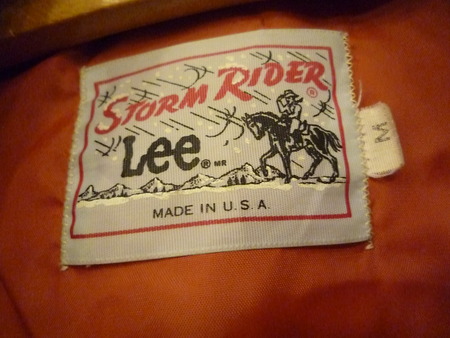 STORM RIDER®
Lee® MR
MADE IN U.S.A.
M